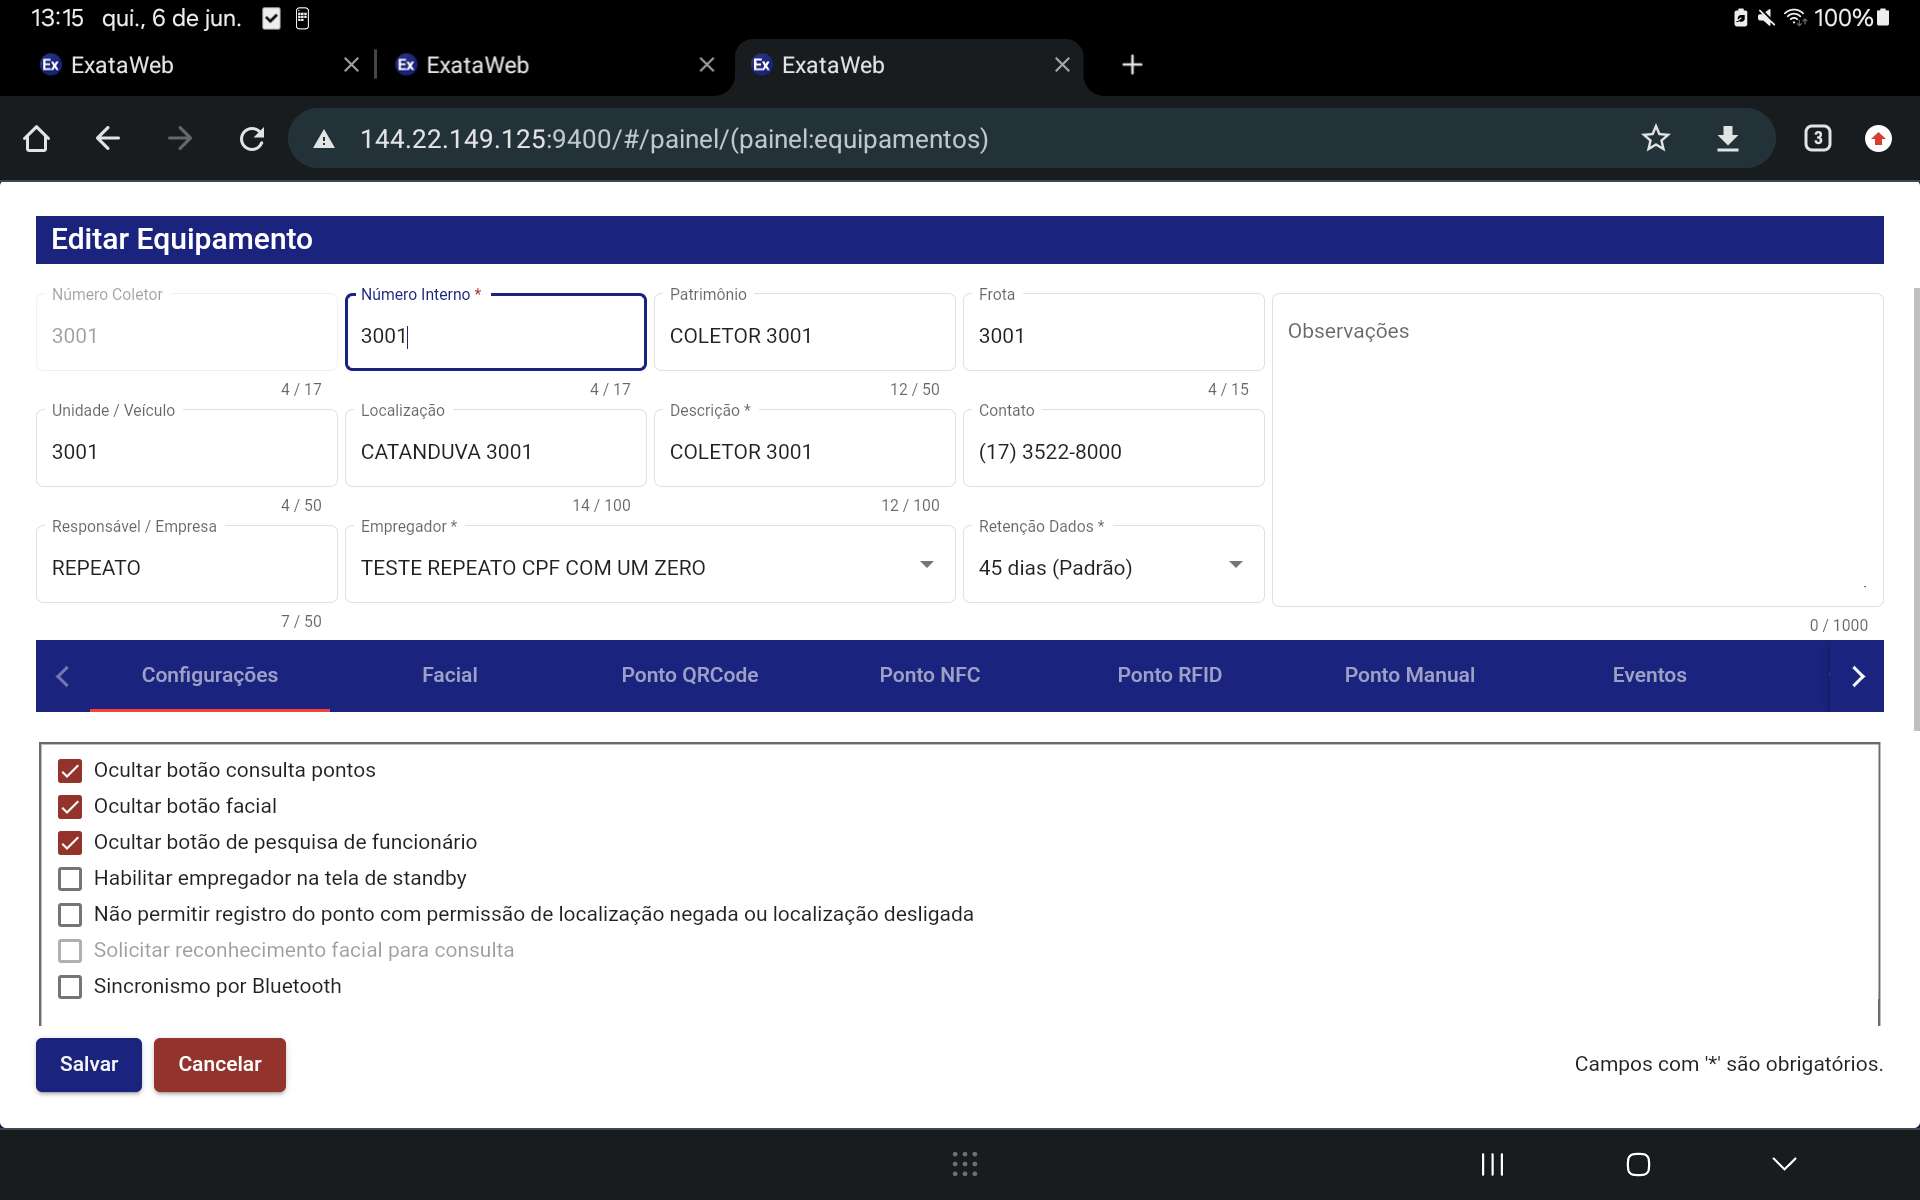 13:15 qui., 6 de jun. 100%
Ex ExataWeb Ex ExataWeb Ex ExataWeb
144.22.149.125:9400/#/painel/(painel:equipamentos) 3
Editar Equipamento
Número Coletor Número Interno * Patrimônio Frota
3001 3001 COLETOR 3001 3001 Observações
4 / 17 4 / 17 12 / 50 4 / 15
Unidade / Veículo Localização Descrição * Contato
3001 CATANDUVA 3001 COLETOR 3001 (17) 3522-8000
4 / 50 14 / 100 12 / 100
Responsável / Empresa Empregador * Retenção Dados *
REPEATO TESTE REPEATO CPF COM UM ZERO 45 dias (Padrão)
7 / 50 0 / 1000
Configurações Facial Ponto QRCode Ponto NFC Ponto RFID Ponto Manual Eventos
Ocultar botão consulta pontos
Ocultar botão facial
Ocultar botão de pesquisa de funcionário
Habilitar empregador na tela de standby
Não permitir registro do ponto com permissão de localização negada ou localização desligada
Solicitar reconhecimento facial para consulta
Sincronismo por Bluetooth
Salvar Cancelar Campos com '*' são obrigatórios.